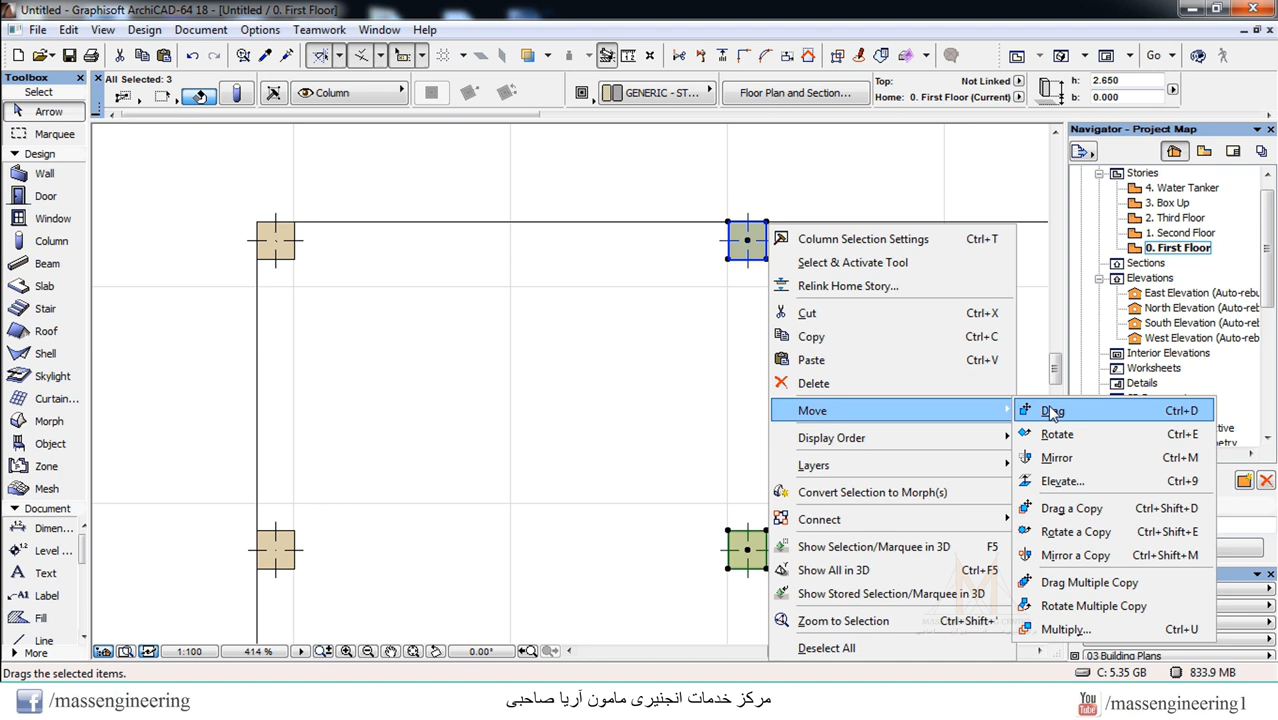 Untitled - Graphisoft ArchiCAD-64 18 - [Untitled / 0. First Floor]
File Edit View Design Document Options Teamwork Window Help
Go
Toolbox
Select
Arrow
Marquee
Design
Wall
Door
Window
Column
Beam
Slab
Stair
Roof
Shell
Skylight
Curtain...
Morph
Object
Zone
Mesh
Document
Dimen...
Level ...
Text
Label
Fill
Line
More
All Selected: 3
Column
GENERIC - ST...
Floor Plan and Section...
Top: Not Linked
Home: 0. First Floor (Current)
h: 2.650
b: 0.000
Column Selection Settings Ctrl+T
Select & Activate Tool
Relink Home Story...
Cut Ctrl+X
Copy Ctrl+C
Paste Ctrl+V
Delete
Move
Display Order
Layers
Convert Selection to Morph(s)
Connect
Show Selection/Marquee in 3D F5
Show All in 3D Ctrl+F5
Show Stored Selection/Marquee in 3D
Zoom to Selection Ctrl+Shift+'
Deselect All
Drag Ctrl+D
Rotate Ctrl+E
Mirror Ctrl+M
Elevate... Ctrl+9
Drag a Copy Ctrl+Shift+D
Rotate a Copy Ctrl+Shift+E
Mirror a Copy Ctrl+Shift+M
Drag Multiple Copy
Rotate Multiple Copy
Multiply... Ctrl+U
Navigator - Project Map
Stories
4. Water Tanker
3. Box Up
2. Third Floor
1. Second Floor
0. First Floor
Sections
Elevations
East Elevation (Auto-rebu
North Elevation (Auto-rebu
South Elevation (Auto-rebu
West Elevation (Auto-reb
Interior Elevations
Worksheets
Details
03 Building Plans
1:100 414 % 0.00°
Drags the selected items.
C: 5.35 GB 833.9 MB
f /massengineering
مرکز خدمات انجنیری مامون آریا صاحبی
You Tube /massengineering1